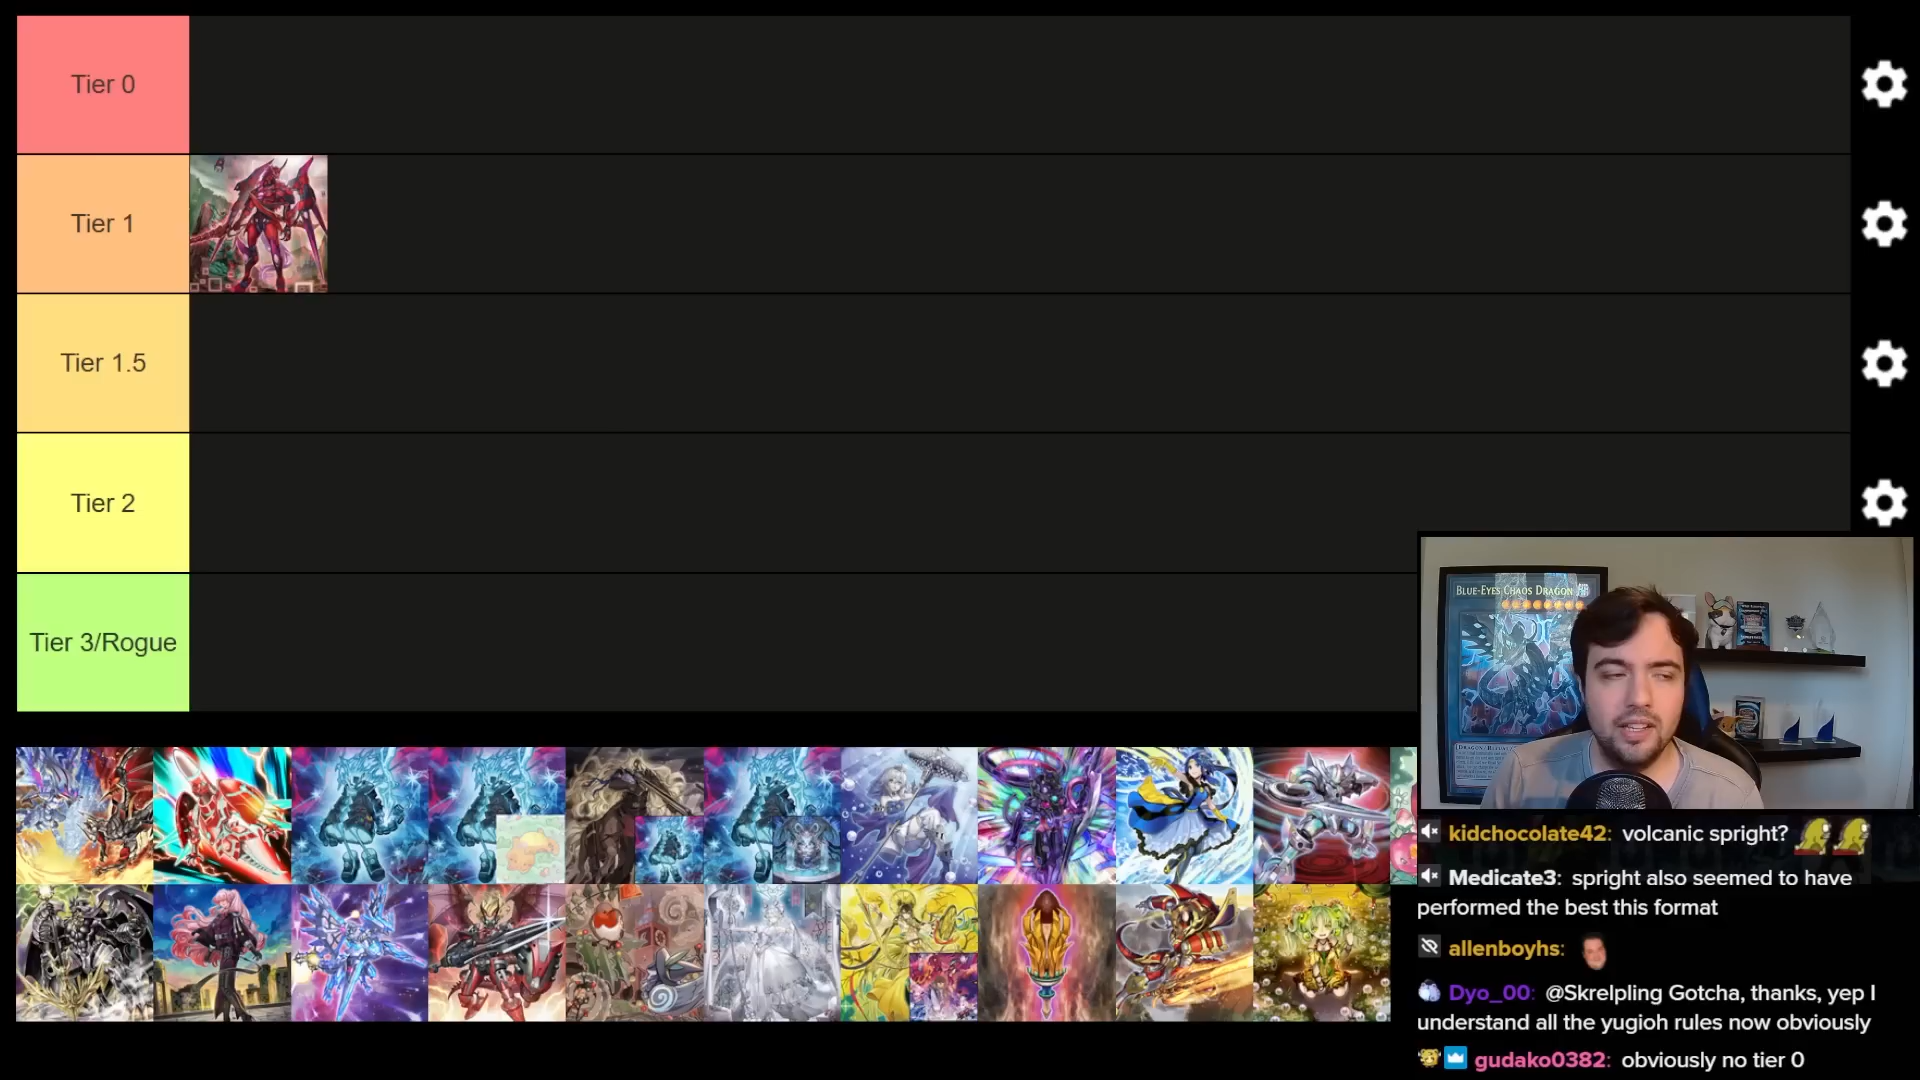 Tier 0
Tier 1
Tier 1.5
Tier 2
Tier 3/Rogue
BLUE-EYES CHAOS DRAGON
kidchocolate42: volcanic spright?
Medicate3: spright also seemed to have
performed the best this format
allenboyhs:
Dyo_00: @Skrelpling Gotcha, thanks, yep I
understand all the yugioh rules now obviously
gudako0382: obviously no tier 0